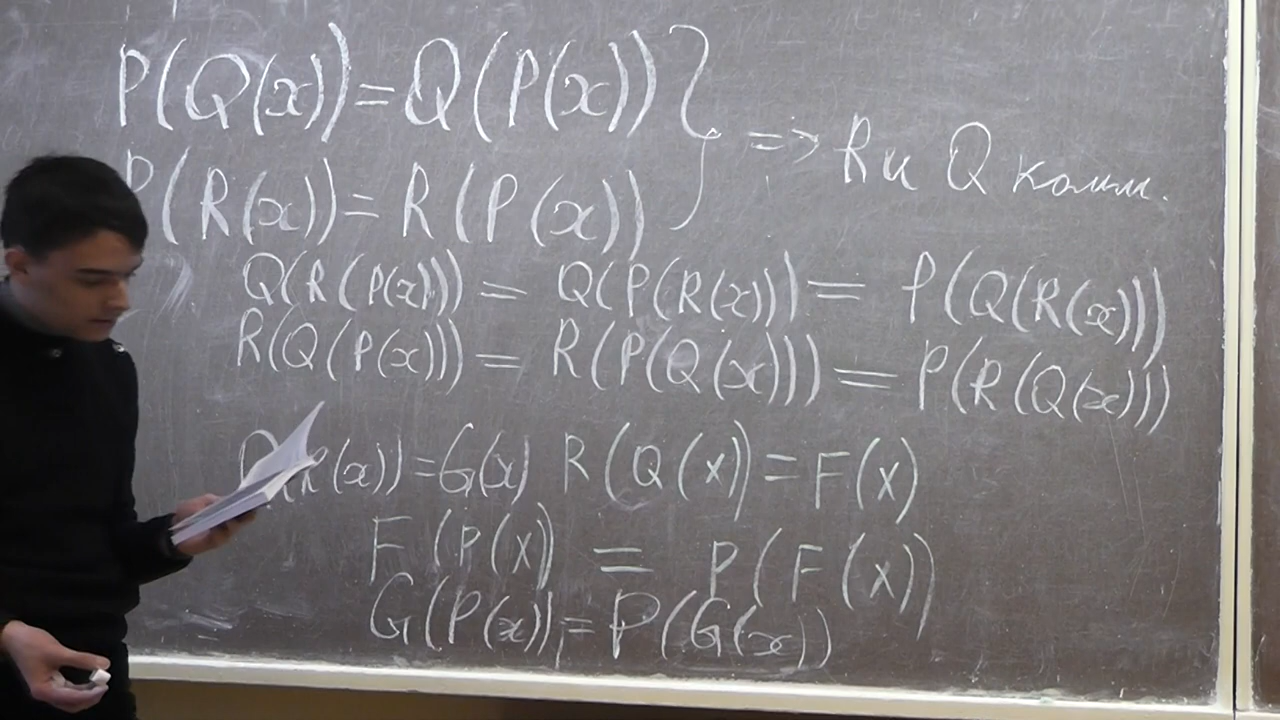 P(Q(x))=Q(P(x)) } => R и Q комм.
P(R(x))=R(P(x))
Q(R(P(x))) = Q(P(R(x))) = P(Q(R(x)))
R(Q(P(x))) = R(P(Q(x))) = P(R(Q(x)))
Q(R(x))=G(x) R(Q(x))=F(x)
F(P(x)) = P(F(x))
G(P(x))=P(G(x))